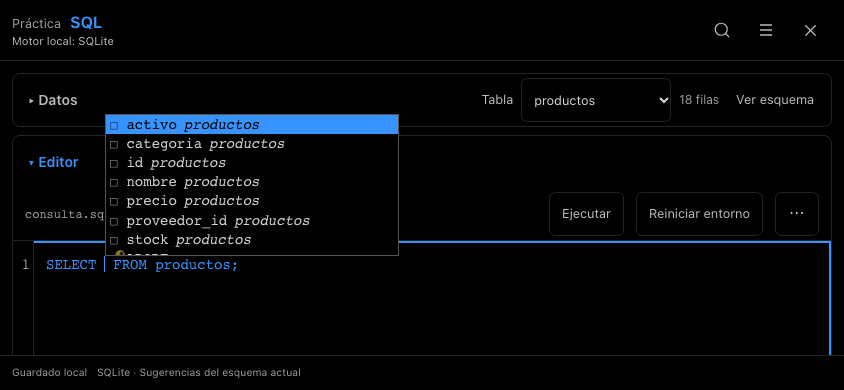 Práctica SQL
Motor local: SQLite
▸ Datos
Tabla productos 18 filas Ver esquema
▾ Editor
activo productos
categoria productos
id productos
nombre productos
precio productos
proveedor_id productos
stock productos
consulta.sq
Ejecutar Reiniciar entorno ...
1 SELECT FROM productos;
Guardado local SQLite · Sugerencias del esquema actual